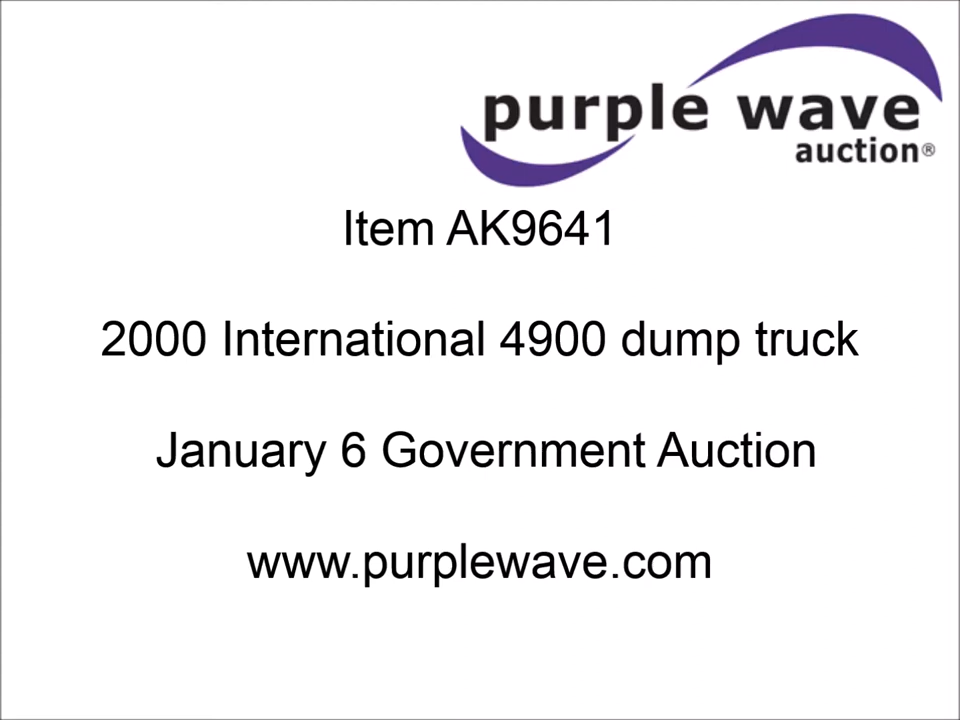 purple wave
auction®
Item AK9641
2000 International 4900 dump truck
January 6 Government Auction
www.purplewave.com